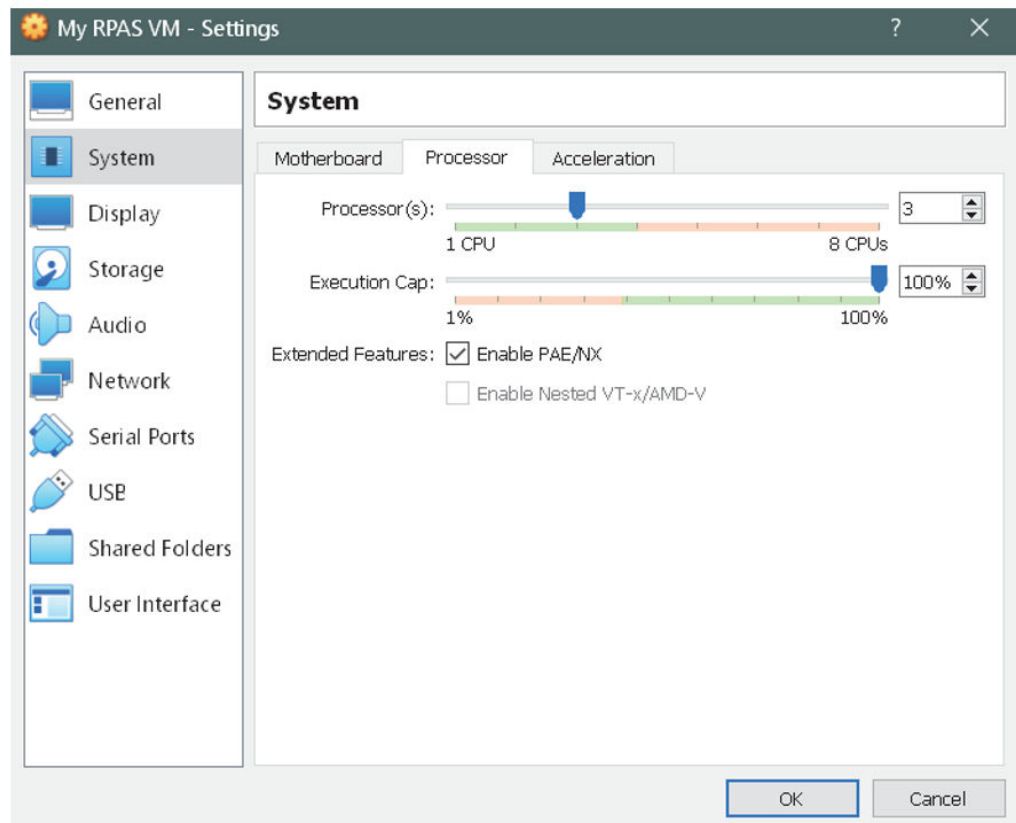 My RPAS VM - Settings ? ×
General
System
Display
Storage
Audio
Network
Serial Ports
USB
Shared Folders
User Interface
System
Motherboard Processor Acceleration
Processor(s): 3
1 CPU 8 CPUs
Execution Cap: 100%
1% 100%
Extended Features: Enable PAE/NX
Enable Nested VT-x/AMD-V
OK Cancel